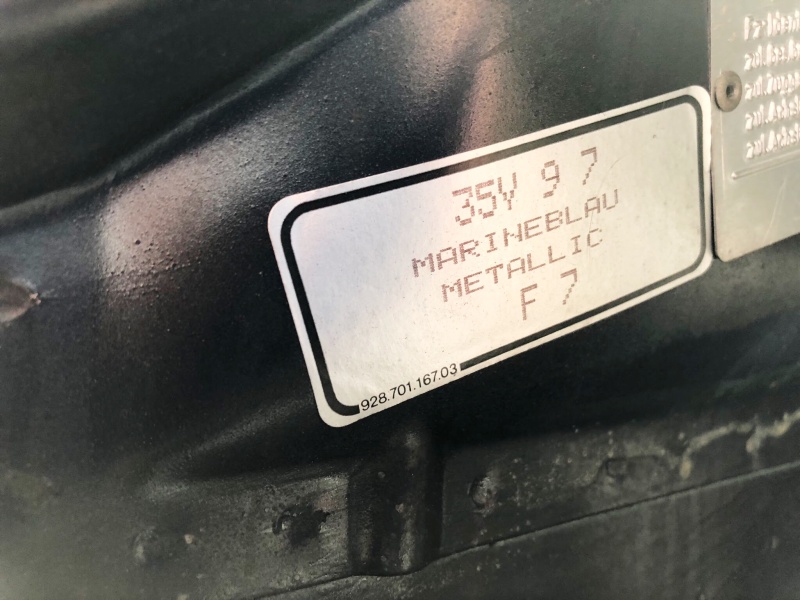 35V 9 7
MARINEBLAU
METALLIC
F 7
928.701.167.03